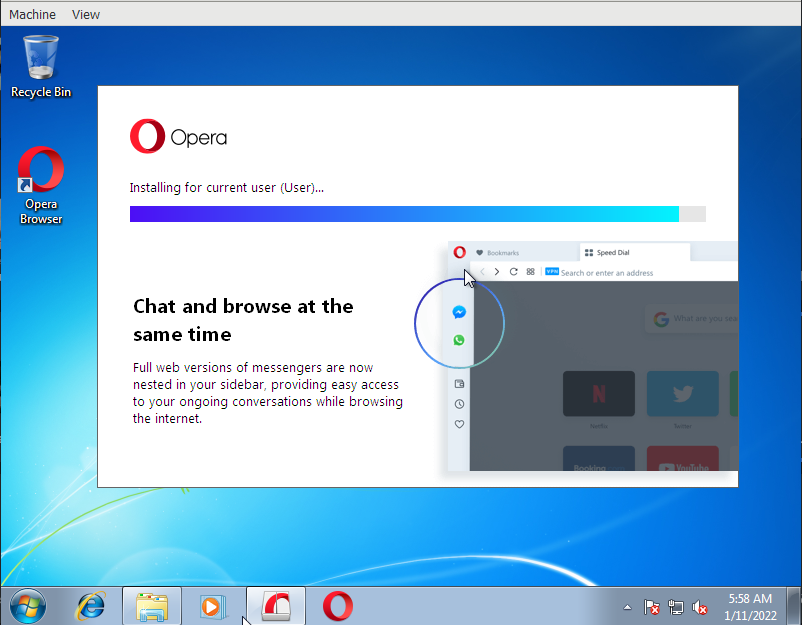 Machine View
Recycle Bin
Opera
Browser
Opera
Installing for current user (User)...
Bookmarks
Speed Dial
VPN
Search or enter an address
Chat and browse at the
same time
Full web versions of messengers are now
nested in your sidebar, providing easy access
to your ongoing conversations while browsing
the internet.
What are you see
N
Netflix
Twitter
Booking
YouTube
5:58 AM
1/11/2022